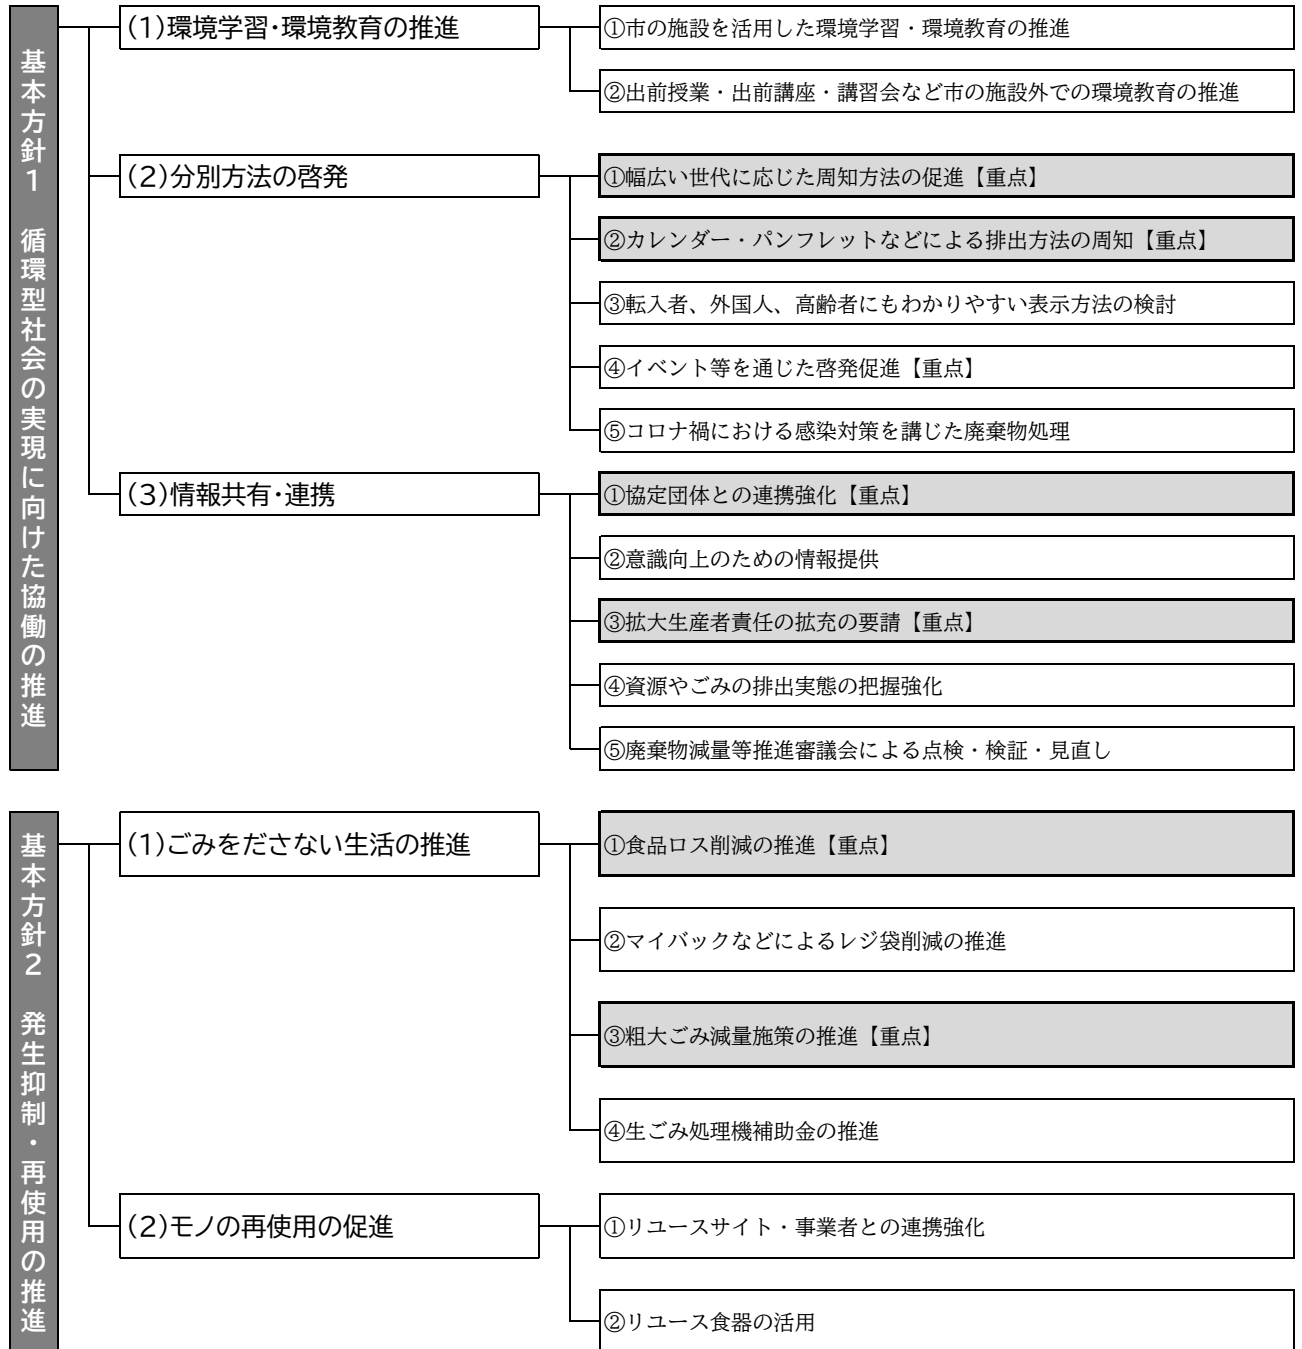 基本方針1　循環型社会の実現に向けた協働の推進
(1)環境学習・環境教育の推進
①市の施設を活用した環境学習・環境教育の推進
②出前授業・出前講座・講習会など市の施設外での環境教育の推進
(2)分別方法の啓発
①幅広い世代に応じた周知方法の促進【重点】
②カレンダー・パンフレットなどによる排出方法の周知【重点】
③転入者、外国人、高齢者にもわかりやすい表示方法の検討
④イベント等を通じた啓発促進【重点】
⑤コロナ禍における感染対策を講じた廃棄物処理
(3)情報共有・連携
①協定団体との連携強化【重点】
②意識向上のための情報提供
③拡大生産者責任の拡充の要請【重点】
④資源やごみの排出実態の把握強化
⑤廃棄物減量等推進審議会による点検・検証・見直し
基本方針2　発生抑制・再使用の推進
(1)ごみをださない生活の推進
①食品ロス削減の推進【重点】
②マイバックなどによるレジ袋削減の推進
③粗大ごみ減量施策の推進【重点】
④生ごみ処理機補助金の推進
(2)モノの再使用の促進
①リユースサイト・事業者との連携強化
②リユース食器の活用